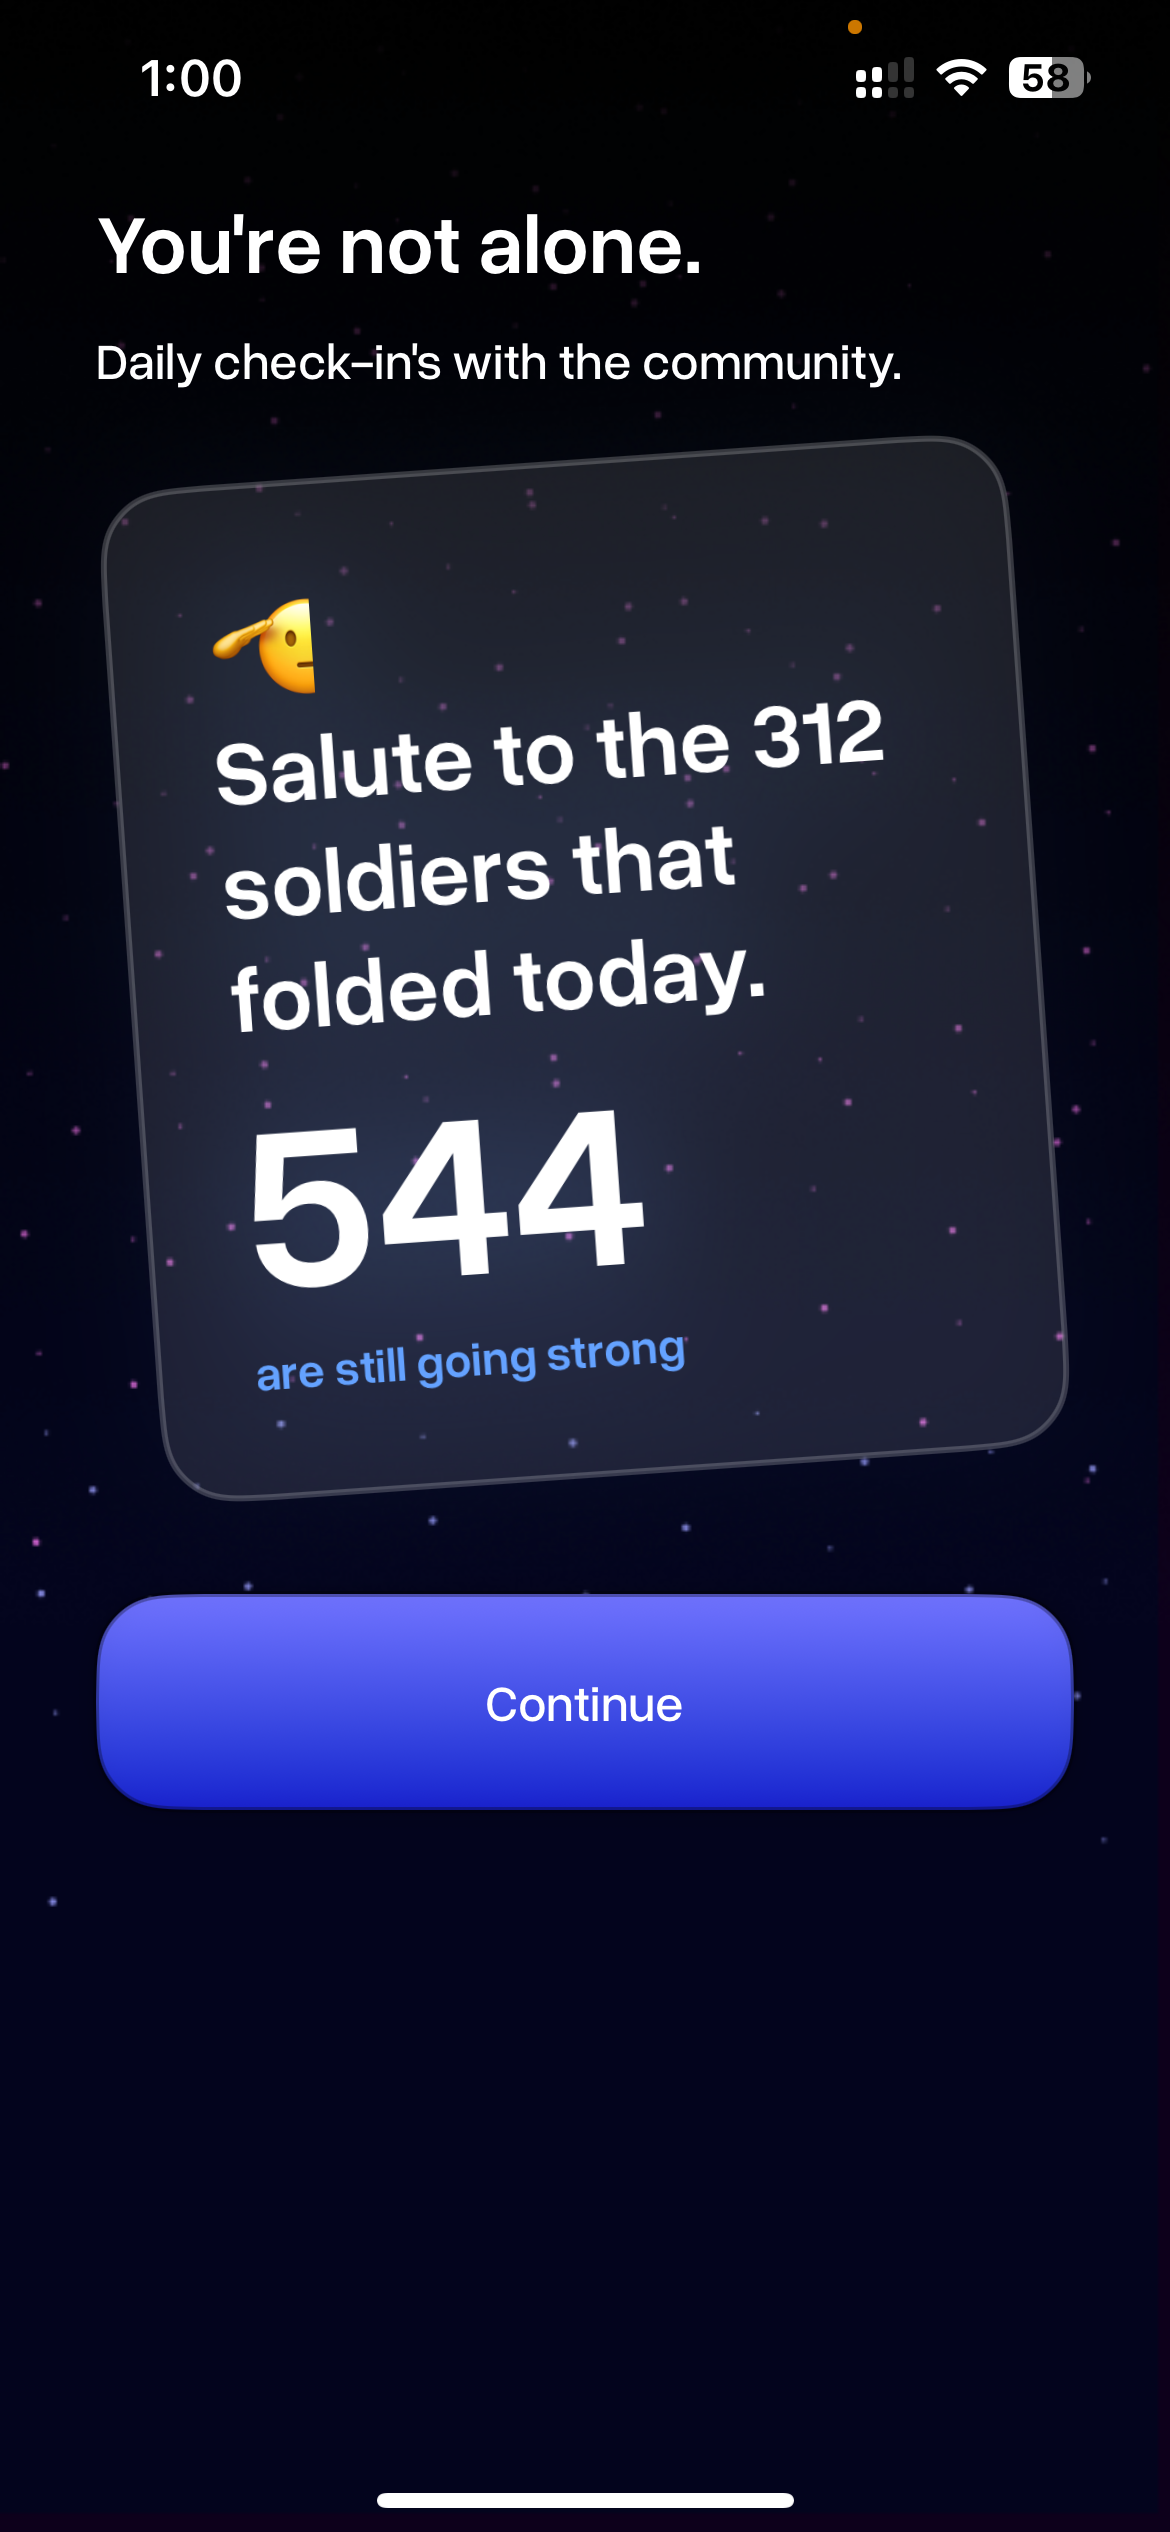 1:00
58
You're not alone.
Daily check-in's with the community.
Salute to the 312
soldiers that
folded today.
544
are still going strong
Continue